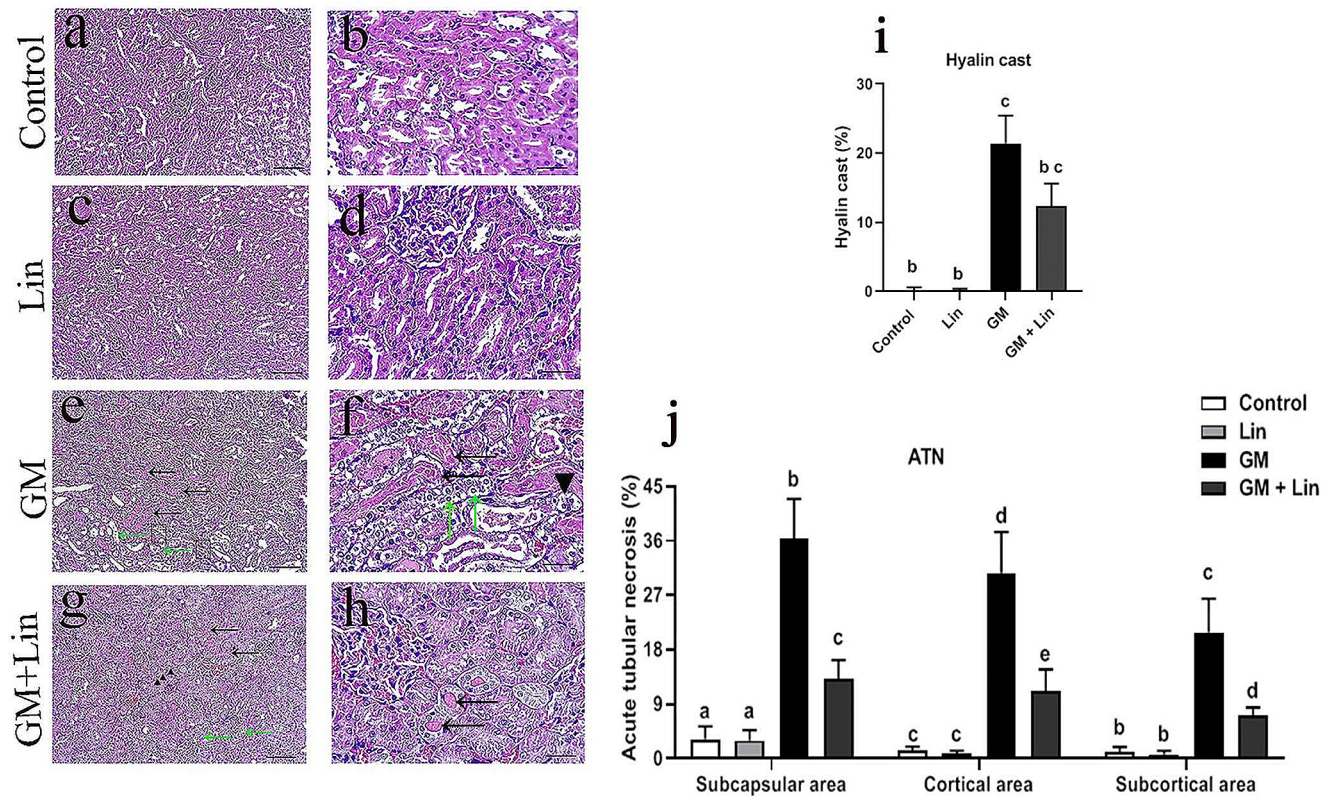 Control
a
b
Lin
c
d
GM
e
f
GM+Lin
g
h
i
Hyalin cast
Hyalin cast (%)
30
20
10
0
b
b
c
b c
Control
Lin
GM
GM + Lin
j
ATN
Control
Lin
GM
GM + Lin
Acute tubular necrosis (%)
45
36
27
18
9
0
a
a
b
c
c
c
d
e
b
b
c
d
Subcapsular area
Cortical area
Subcortical area